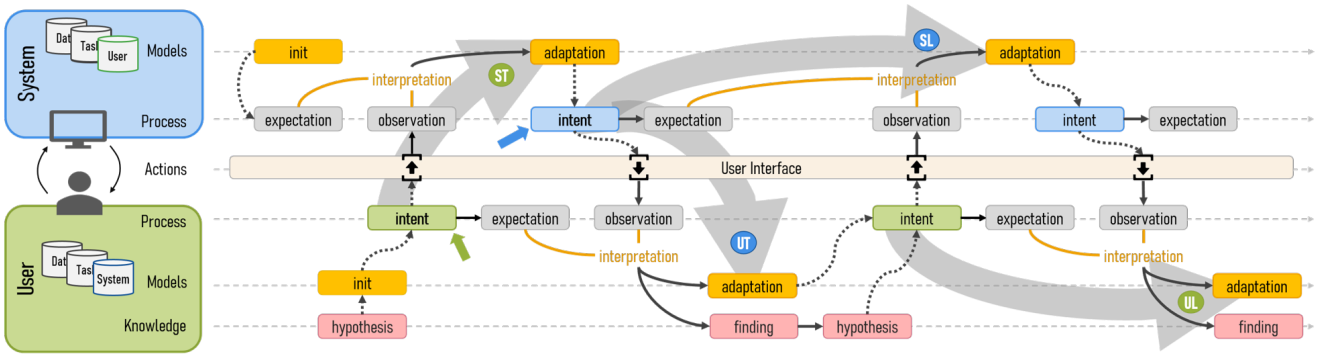 System
Data
Task
User
Models
Process
Actions
Process
Models
Knowledge
User
Data
Task
System
init
adaptation
SL
adaptation
ST
interpretation
interpretation
expectation
observation
intent
expectation
observation
intent
expectation
User Interface
intent
expectation
observation
intent
expectation
observation
UT
interpretation
interpretation
init
adaptation
UL
adaptation
hypothesis
finding
hypothesis
finding